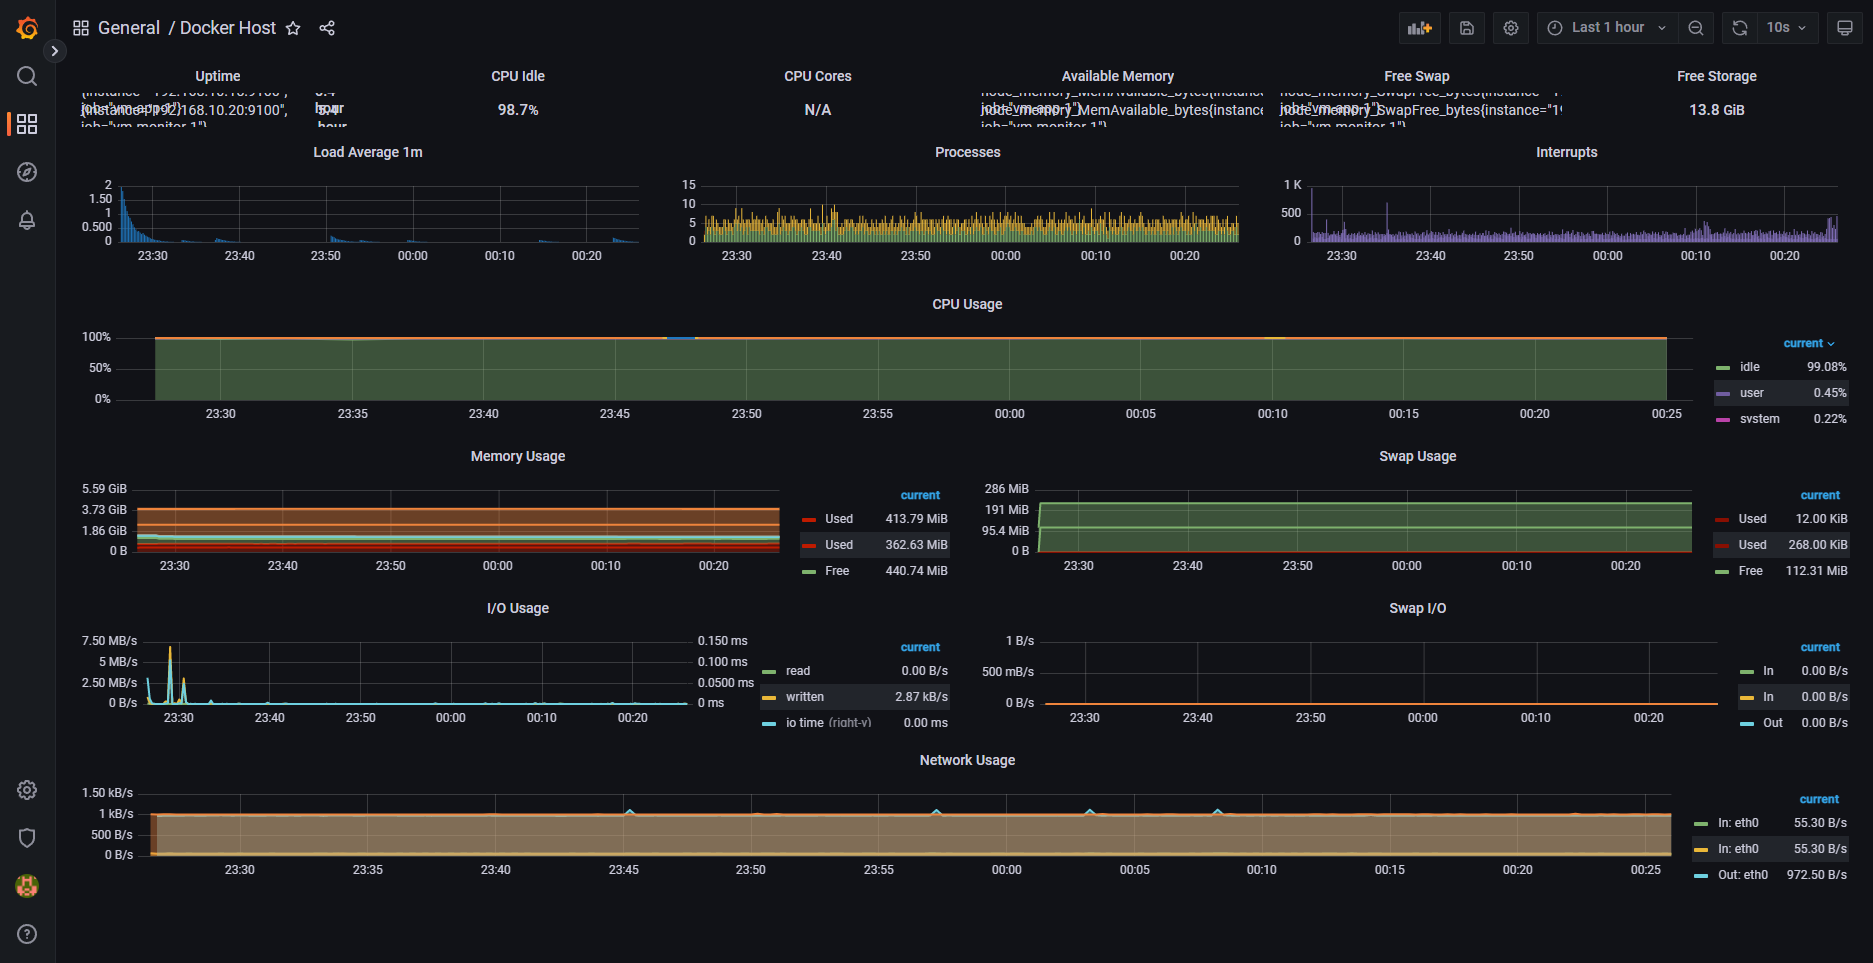 General / Docker Host
Last 1 hour
10s
Uptime
{instance="192.168.10.20:9100",
job="vm-monitor-1"}
hour
CPU Idle
98.7%
CPU Cores
N/A
Available Memory
node_memory_MemAvailable_bytes{instance
job="vm-monitor-1"}
Free Swap
node_memory_SwapFree_bytes{instance="19
job="vm-monitor-1"}
Free Storage
13.8 GiB
Load Average 1m
2
1.50
1
0.500
0
23:30 23:40 23:50 00:00 00:10 00:20
Processes
15
10
5
0
23:30 23:40 23:50 00:00 00:10 00:20
Interrupts
1 K
500
0
23:30 23:40 23:50 00:00 00:10 00:20
CPU Usage
100%
50%
0%
23:30 23:35 23:40 23:45 23:50 23:55 00:00 00:05 00:10 00:15 00:20 00:25
current
idle 99.08%
user 0.45%
system 0.22%
Memory Usage
5.59 GiB
3.73 GiB
1.86 GiB
0 B
23:30 23:40 23:50 00:00 00:10 00:20
current
Used 413.79 MiB
Used 362.63 MiB
Free 440.74 MiB
Swap Usage
286 MiB
191 MiB
95.4 MiB
0 B
23:30 23:40 23:50 00:00 00:10 00:20
current
Used 12.00 KiB
Used 268.00 KiB
Free 112.31 MiB
I/O Usage
7.50 MB/s
5 MB/s
2.50 MB/s
0 B/s
0.150 ms
0.100 ms
0.0500 ms
0 ms
23:30 23:40 23:50 00:00 00:10 00:20
current
read 0.00 B/s
written 2.87 kB/s
io time (right-y) 0.00 ms
Swap I/O
1 B/s
500 mB/s
0 B/s
23:30 23:40 23:50 00:00 00:10 00:20
current
In 0.00 B/s
In 0.00 B/s
Out 0.00 B/s
Network Usage
1.50 kB/s
1 kB/s
500 B/s
0 B/s
23:30 23:35 23:40 23:45 23:50 23:55 00:00 00:05 00:10 00:15 00:20 00:25
current
In: eth0 55.30 B/s
In: eth0 55.30 B/s
Out: eth0 972.50 B/s